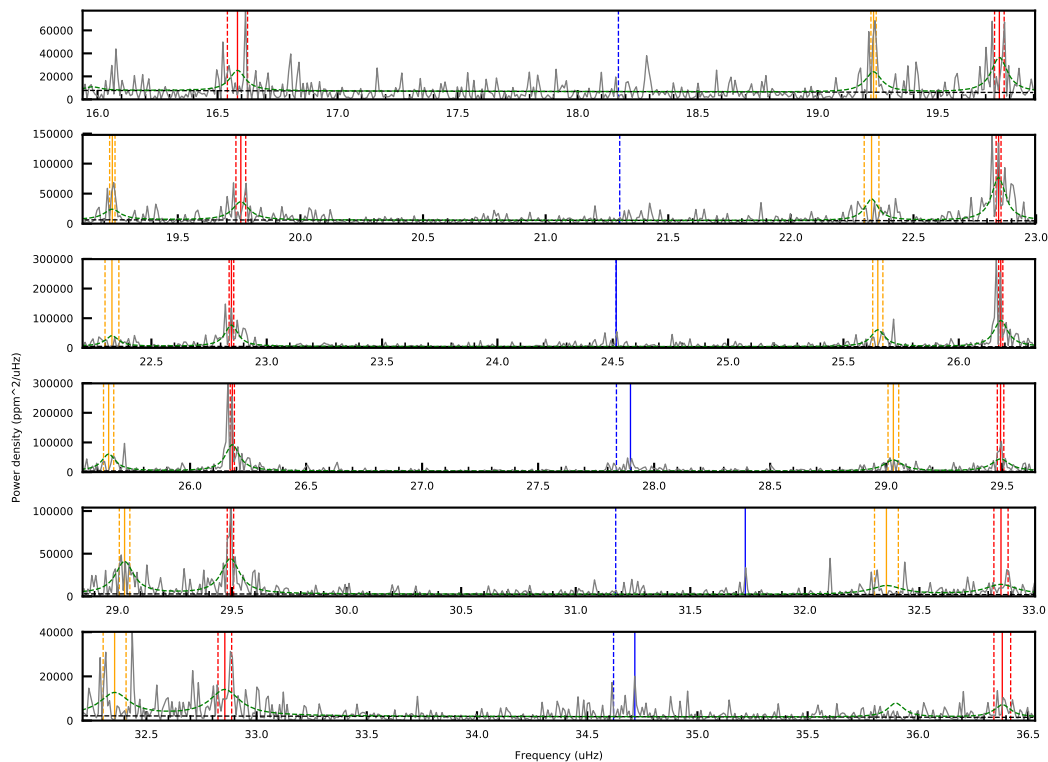 60000
40000
20000
0
16.0 16.5 17.0 17.5 18.0 18.5 19.0 19.5
150000
100000
50000
0
19.5 20.0 20.5 21.0 21.5 22.0 22.5 23.0
300000
200000
100000
0
22.5 23.0 23.5 24.0 24.5 25.0 25.5 26.0
Power density (ppm^2/uHz)
300000
200000
100000
0
26.0 26.5 27.0 27.5 28.0 28.5 29.0 29.5
100000
50000
0
29.0 29.5 30.0 30.5 31.0 31.5 32.0 32.5 33.0
40000
20000
0
32.5 33.0 33.5 34.0 34.5 35.0 35.5 36.0 36.5
Frequency (uHz)